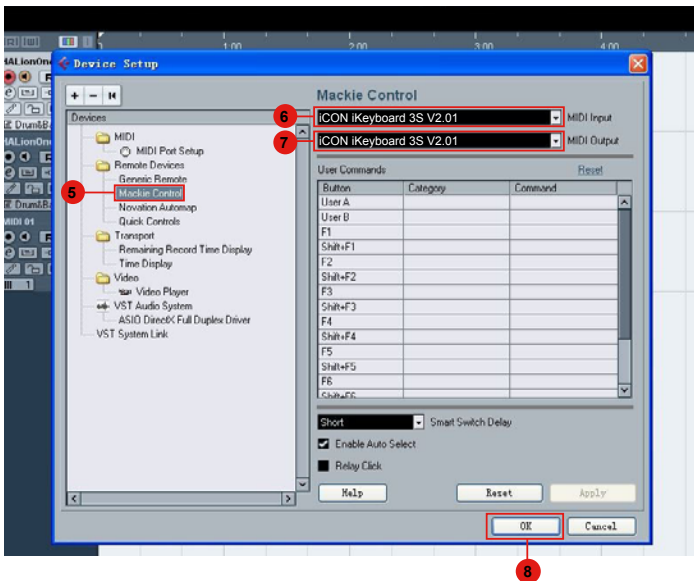 1.00 2.00 3.00 4.00
Device Setup
HALionOne
Devices
MIDI
MIDI Port Setup
Remote Devices
Generic Remote
5
Mackie Control
Novation Automap
Quick Controls
Transport
Remaining Record Time Display
Time Display
Video
Video Player
VST Audio System
ASIO DirectX Full Duplex Driver
VST System Link
Mackie Control
6 iCON iKeyboard 3S V2.01 MIDI Input
7 iCON iKeyboard 3S V2.01 MIDI Output
User Commands Reset
Button Category Command
User A
User B
F1
Shift+F1
F2
Shift+F2
F3
Shift+F3
F4
Shift+F4
F5
Shift+F5
F6
Shift+F6
Short Smart Switch Delay
Enable Auto Select
Relay Click
Help Reset Apply
OK Cancel
8
MIDI 01